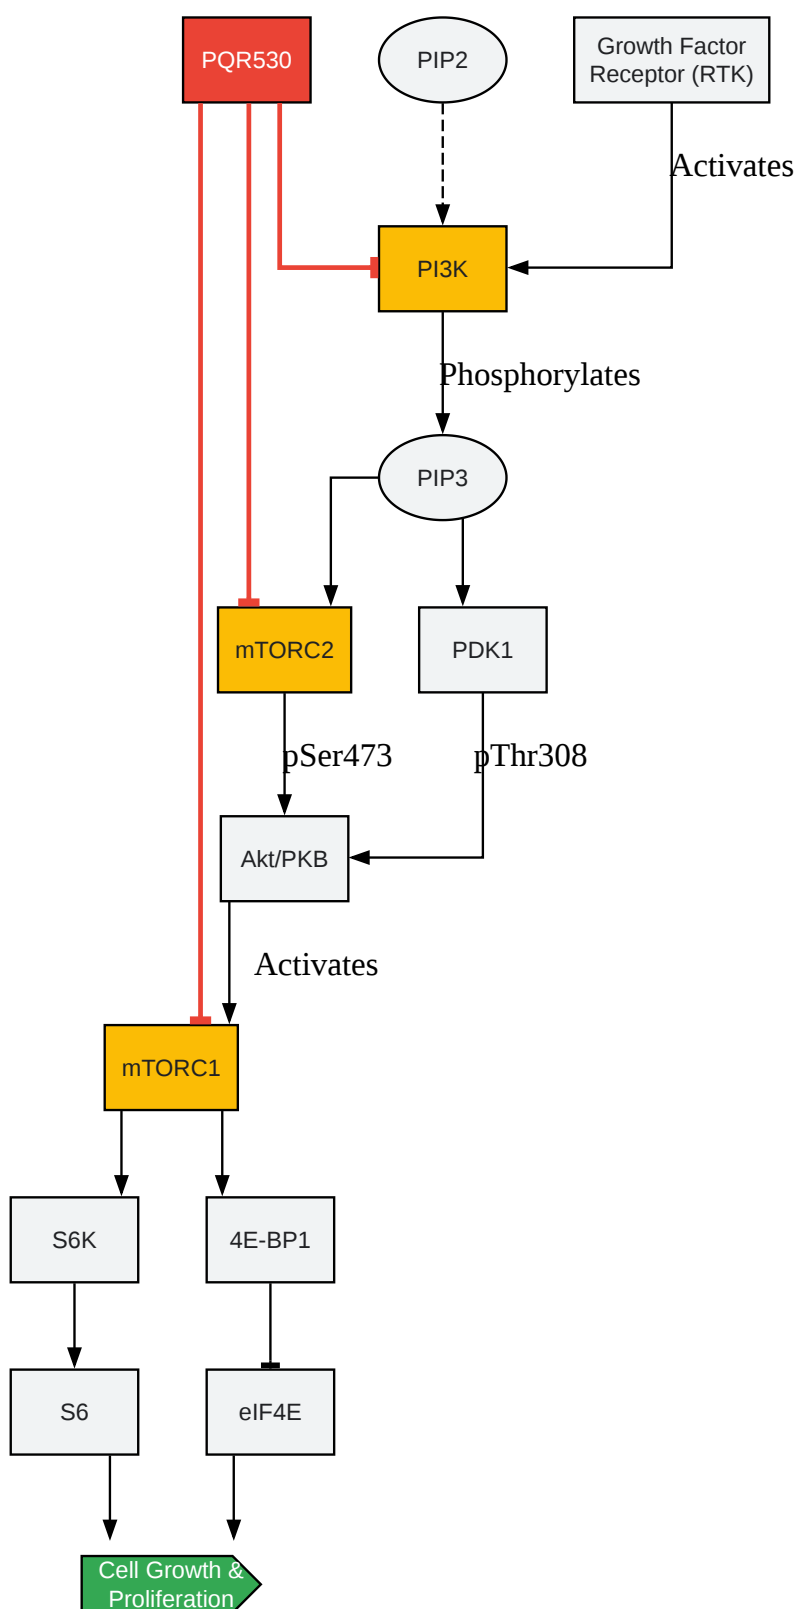 PQR530
PIP2
Growth Factor
Receptor (RTK)
Activates
PI3K
Phosphorylates
PIP3
mTORC2
PDK1
pSer473
pThr308
Akt/PKB
Activates
mTORC1
S6K
4E-BP1
S6
eIF4E
Cell Growth &
Proliferation